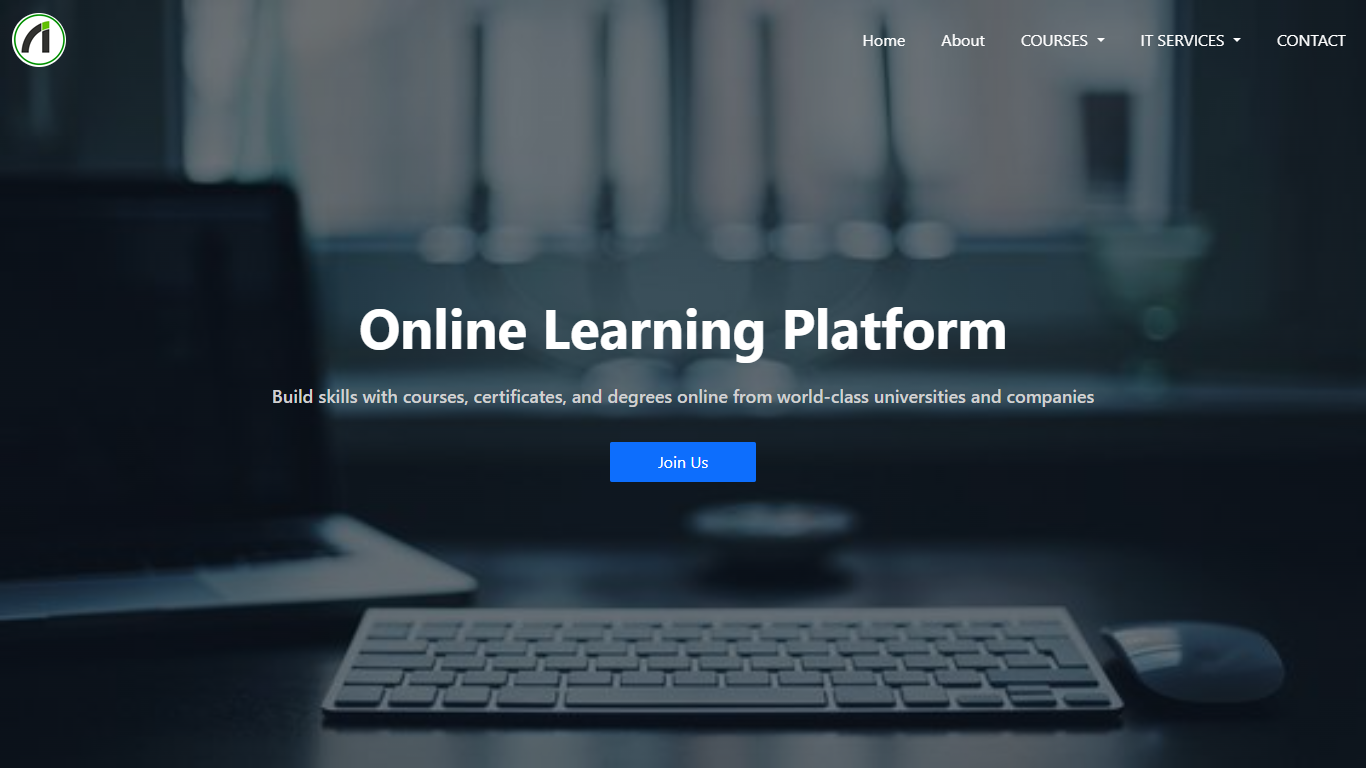 Home About COURSES IT SERVICES CONTACT
Online Learning Platform
Build skills with courses, certificates, and degrees online from world-class universities and companies
Join Us